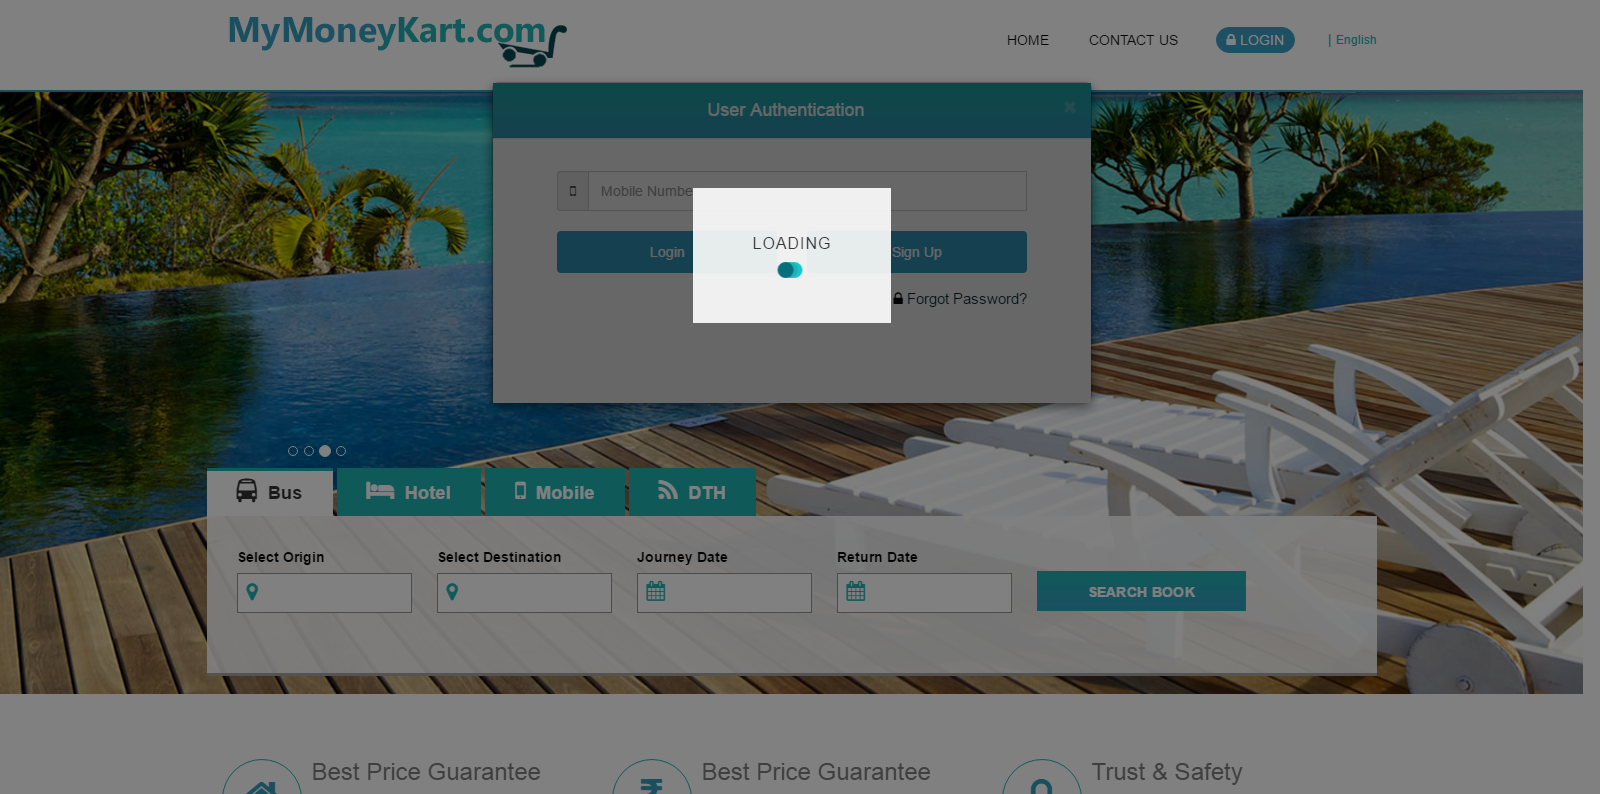 MyMoneyKart.com
HOME
CONTACT US
LOGIN
| English
User Authentication
Mobile Numbe
LOADING
Login
Sign Up
Forgot Password?
Bus
Hotel
Mobile
DTH
Select Origin
Select Destination
Journey Date
Return Date
SEARCH BOOK
Best Price Guarantee
Best Price Guarantee
Trust & Safety